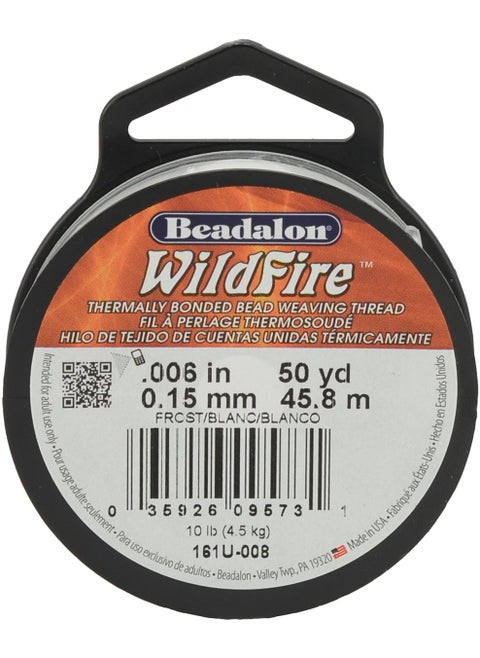 Beadalon®
WildFire™
THERMALLY BONDED BEAD WEAVING THREAD
FIL À PERLAGE THERMOSOUDÉ
HILO DE TEJIDO DE CUENTAS UNIDAS TÉRMICAMENTE
.006 in 50 yd
0.15 mm 45.8 m
FROST/BLANC/BLANCO
0 35926 09573 1
10 lb (4.5 kg)
161U-008
Intended for adult use only • Pour usage adulte seulement • Para uso exclusivo de adultos • Beadalon • Valley Twp., PA 19320 Made in USA • Fabriqué aux États-Unis • Hecho en Estados Unidos